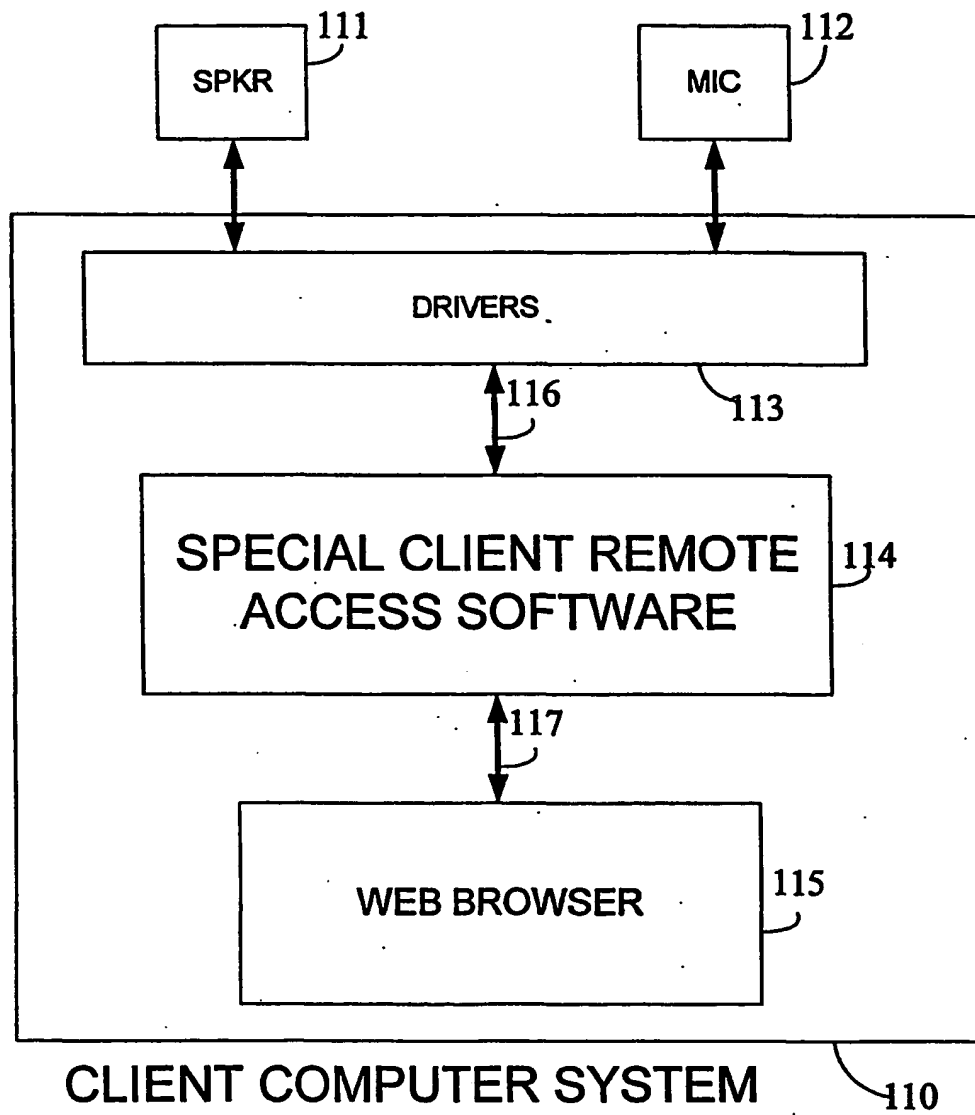 111
112
SPKR
MIC
DRIVERS
116
113
SPECIAL CLIENT REMOTE
ACCESS SOFTWARE
114
117
WEB BROWSER
115
CLIENT COMPUTER SYSTEM
110